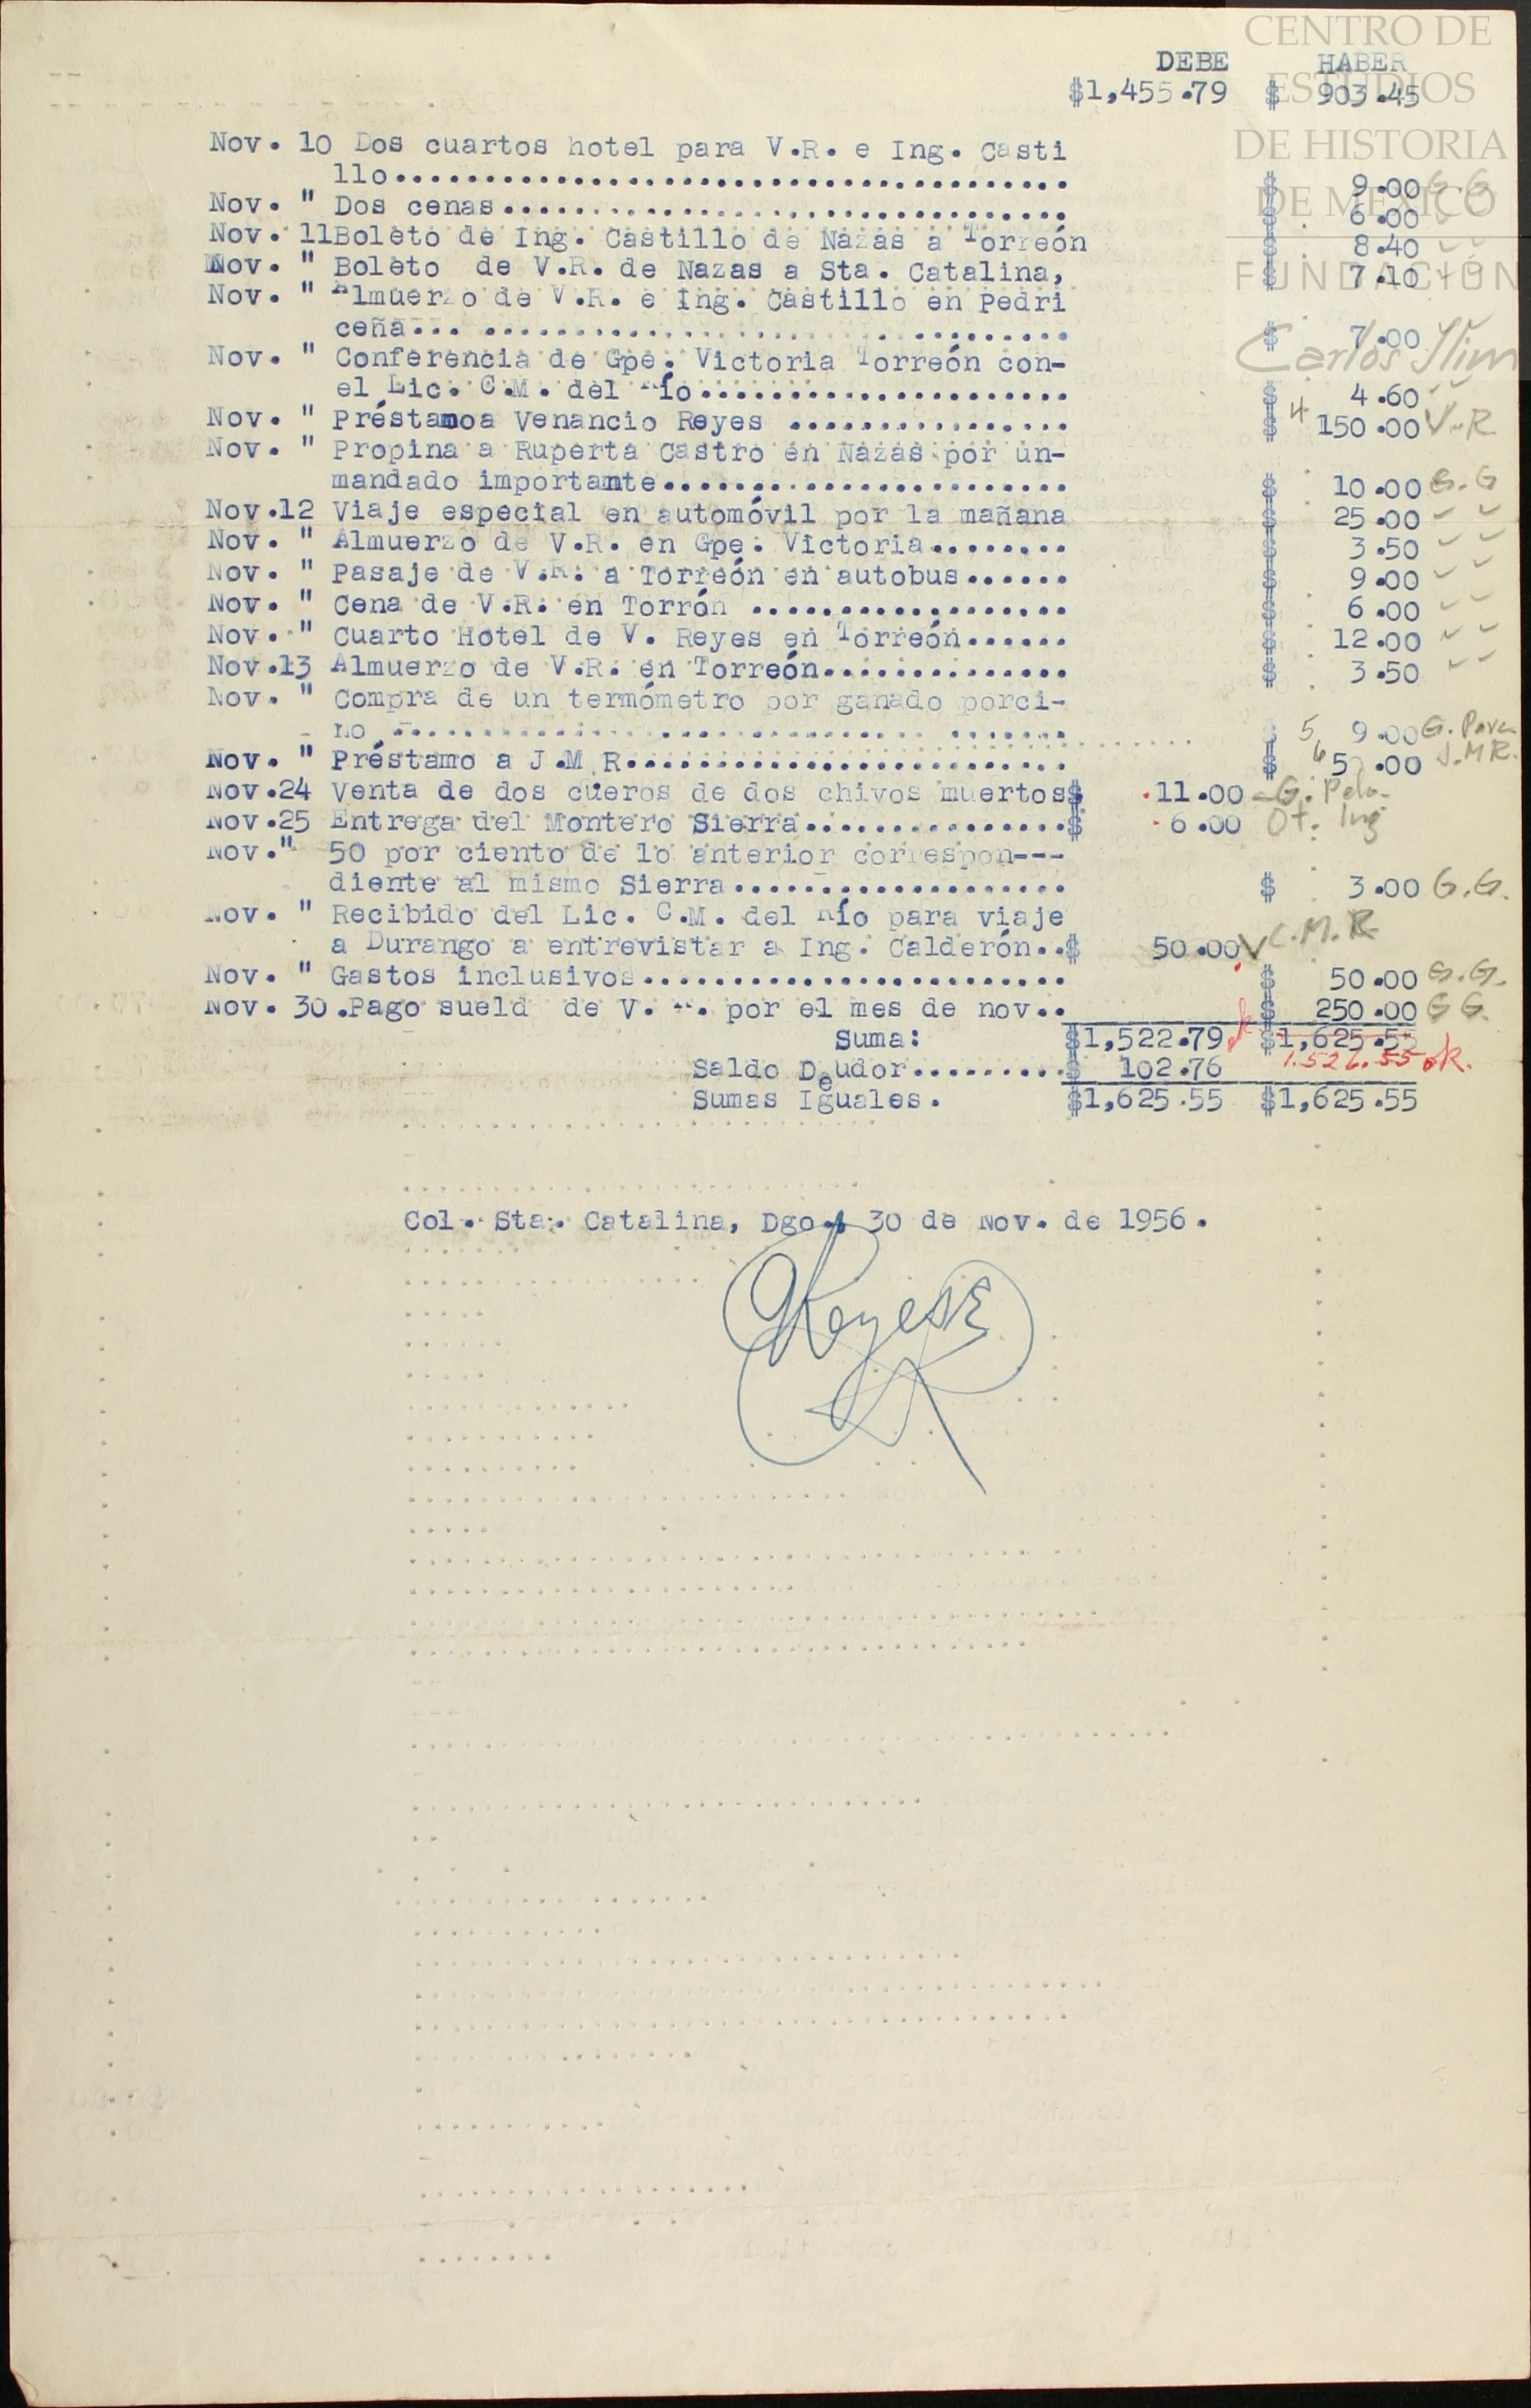 CENTRO DE
ESTUDIOS
DE HISTORIA
DE MEXICO
FUNDACIÓN
Carlos Slim
DEBE HABER
$1,455.79 $ 903.45
Nov. 10 Dos cuartos hotel para V.R. e Ing. Casti
llo..................................... $ 9.00 G.G
Nov. " Dos cenas............................... $ 6.00
Nov. 11Boleto de Ing. Castillo de Nazas a Torreón $ 8.40
Nov. " Boleto de V.R. de Nazas a Sta. Catalina, $ 7.10
Nov. " Almuerzo de V.R. e Ing. Castillo en Pedri
ceña... ................................ $ 7.00
Nov. " Conferencia de Gpe. Victoria Torreón con-
el Lic. C.M. del Río..................... $ 4.60
Nov. " Préstamoa Venancio Reyes ................ $ 4 150.00 V.R
Nov. " Propina a Ruperta Castro en Nazas por un-
mandado importante....................... $ 10.00 G.G
Nov.12 Viaje especial en automóvil por la mañana $ 25.00
Nov. " Almuerzo de V.R. en Gpe. Victoria........ $ 3.50
Nov. " Pasaje de V.R. a Torreón en autobus...... $ 9.00
Nov. " Cena de V.R. en Torrón .................. $ 6.00
Nov. " Cuarto Hotel de V. Reyes en Torreón...... $ 12.00
Nov.13 Almuerzo de V.R. en Torreón.............. $ 3.50
Nov. " Compra de un termómetro por ganado porci-
no ..................................... $ 5 9.00 G.
Nov. " Préstamo a J.M R......................... $ 6 50.00 J.MR.
Nov.24 Venta de dos cueros de dos chivos muertos$ 11.00 G.
Nov.25 Entrega del Montero Sierra...............$ 6.00 Ot. Ing
Nov." 50 por ciento de lo anterior correspon---
diente al mismo Sierra................... $ 3.00 G.G.
Nov. " Recibido del Lic. C.M. del Río para viaje
a Durango a entrevistar a Ing. Calderón..$ 50.00 C.M.R
Nov. " Gastos inclusivos........................ $ 50.00 G.G.
Nov. 30.Pago sueld de V. R. por el mes de nov.. $ 250.00 G G.
Suma: $1,522.79 $1,625.55
1.526.55 ok.
Saldo Deudor.........$ 102.76
Sumas Iguales. $1,625.55 $1,625.55
Col. Sta. Catalina, Dgo., 30 de Nov. de 1956.
Reyes